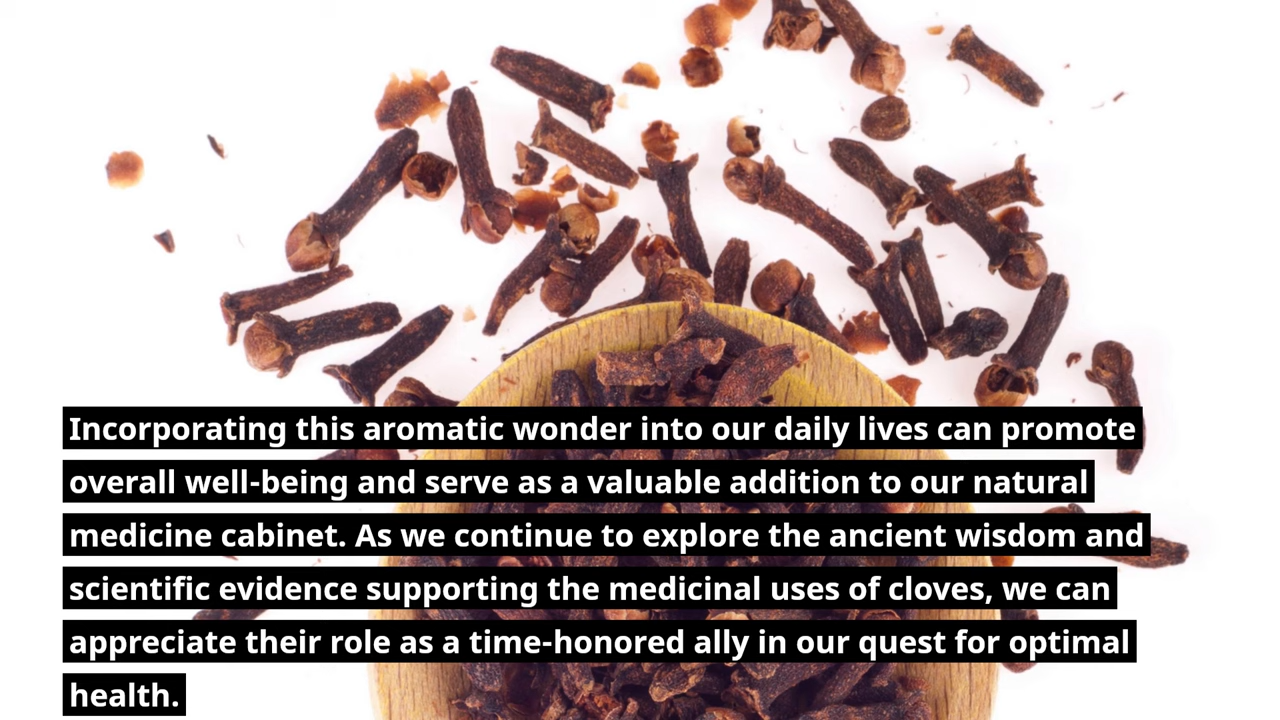 Incorporating this aromatic wonder into our daily lives can promote
overall well-being and serve as a valuable addition to our natural
medicine cabinet. As we continue to explore the ancient wisdom and
scientific evidence supporting the medicinal uses of cloves, we can
appreciate their role as a time-honored ally in our quest for optimal
health.